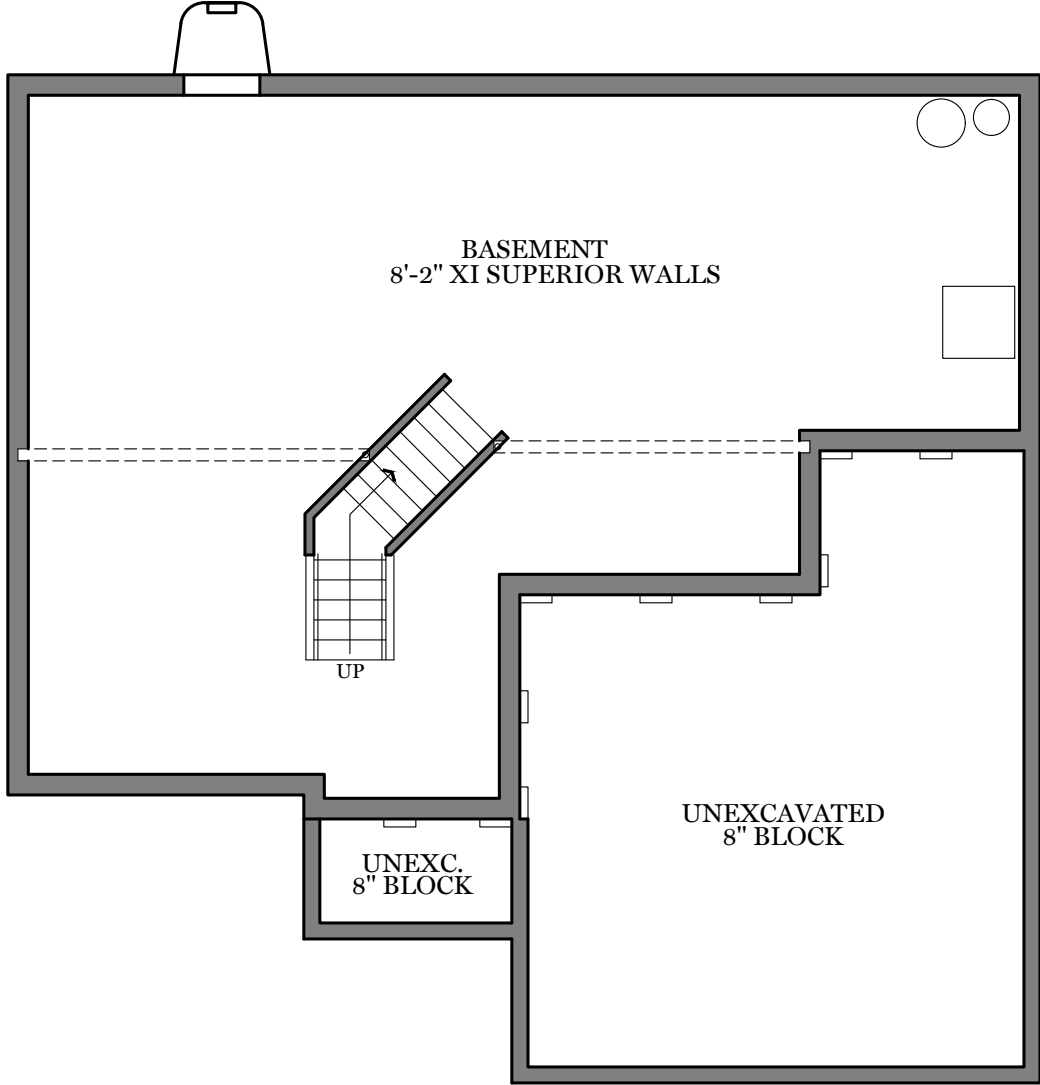 BASEMENT
8'-2" XI SUPERIOR WALLS
UP
UNEXCAVATED
8" BLOCK
UNEXC.
8" BLOCK